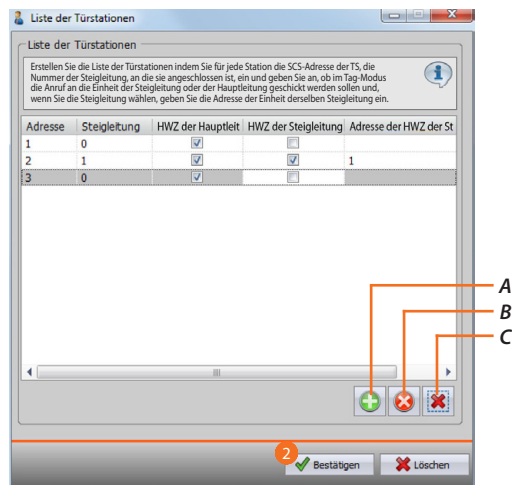 Liste der Türstationen
Liste der Türstationen
Erstellen Sie die Liste der Türstationen indem Sie für jede Station die SCS-Adresse der TS, die
Nummer der Steigleitung, an die sie angeschlossen ist, ein und geben Sie an, ob im Tag-Modus
die Anruf an die Einheit der Steigleitung oder der Hauptleitung geschickt werden sollen und,
wenn Sie die Steigleitung wählen, geben Sie die Adresse der Einheit derselben Steigleitung ein.
Adresse Steigleitung HWZ der Hauptleit HWZ der Steigleitung Adresse der HWZ der St
1 0
2 1 1
3 0
A
B
C
2 Bestätigen Löschen